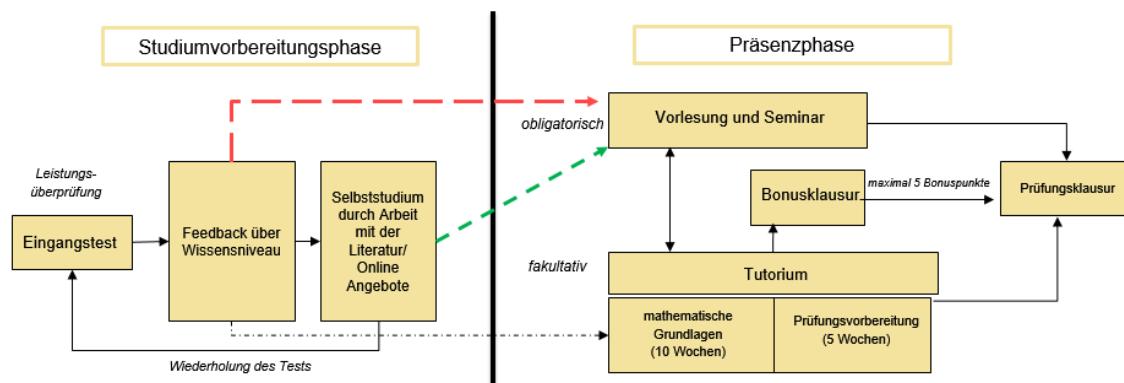 Studiumvorbereitungsphase
Präsenzphase
obligatorisch
Vorlesung und Seminar
Leistungs-
überprüfung
Eingangstest
Feedback über
Wissensniveau
Selbststudium
durch Arbeit
mit der
Literatur/
Online
Angebote
Wiederholung des Tests
Bonusklausur
maximal 5 Bonuspunkte
Prüfungsklausur
fakultativ
Tutorium
mathematische
Grundlagen
(10 Wochen)
Prüfungsvorbereitung
(5 Wochen)